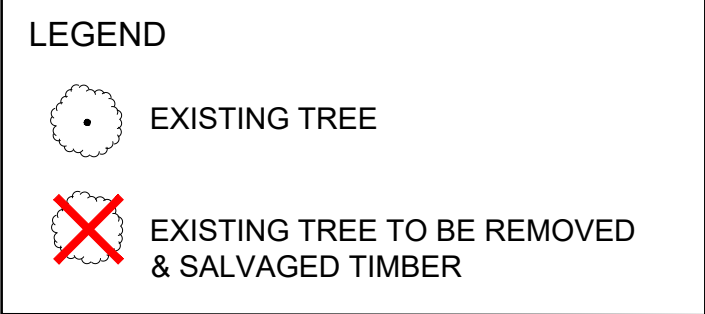 LEGEND
EXISTING TREE
EXISTING TREE TO BE REMOVED
& SALVAGED TIMBER